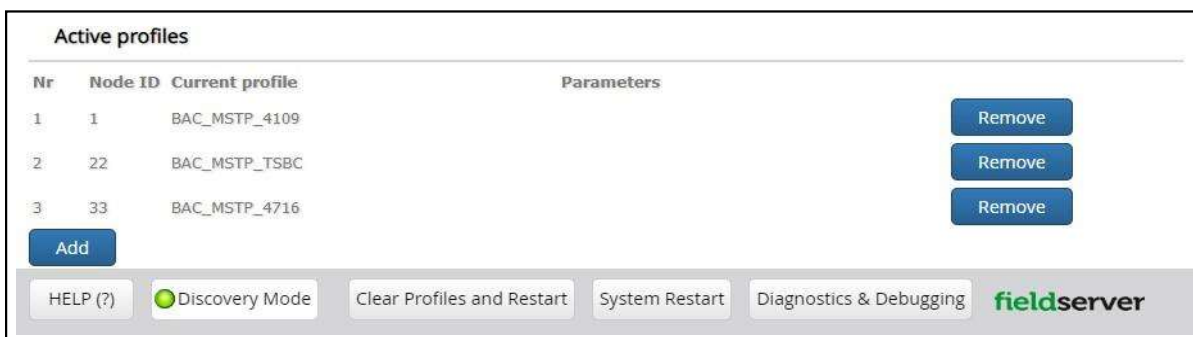 Active profiles
Nr Node ID Current profile Parameters
1 1 BAC_MSTP_4109 Remove
2 22 BAC_MSTP_TSBC Remove
3 33 BAC_MSTP_4716 Remove
Add
HELP (?) Discovery Mode Clear Profiles and Restart System Restart Diagnostics & Debugging fieldserver